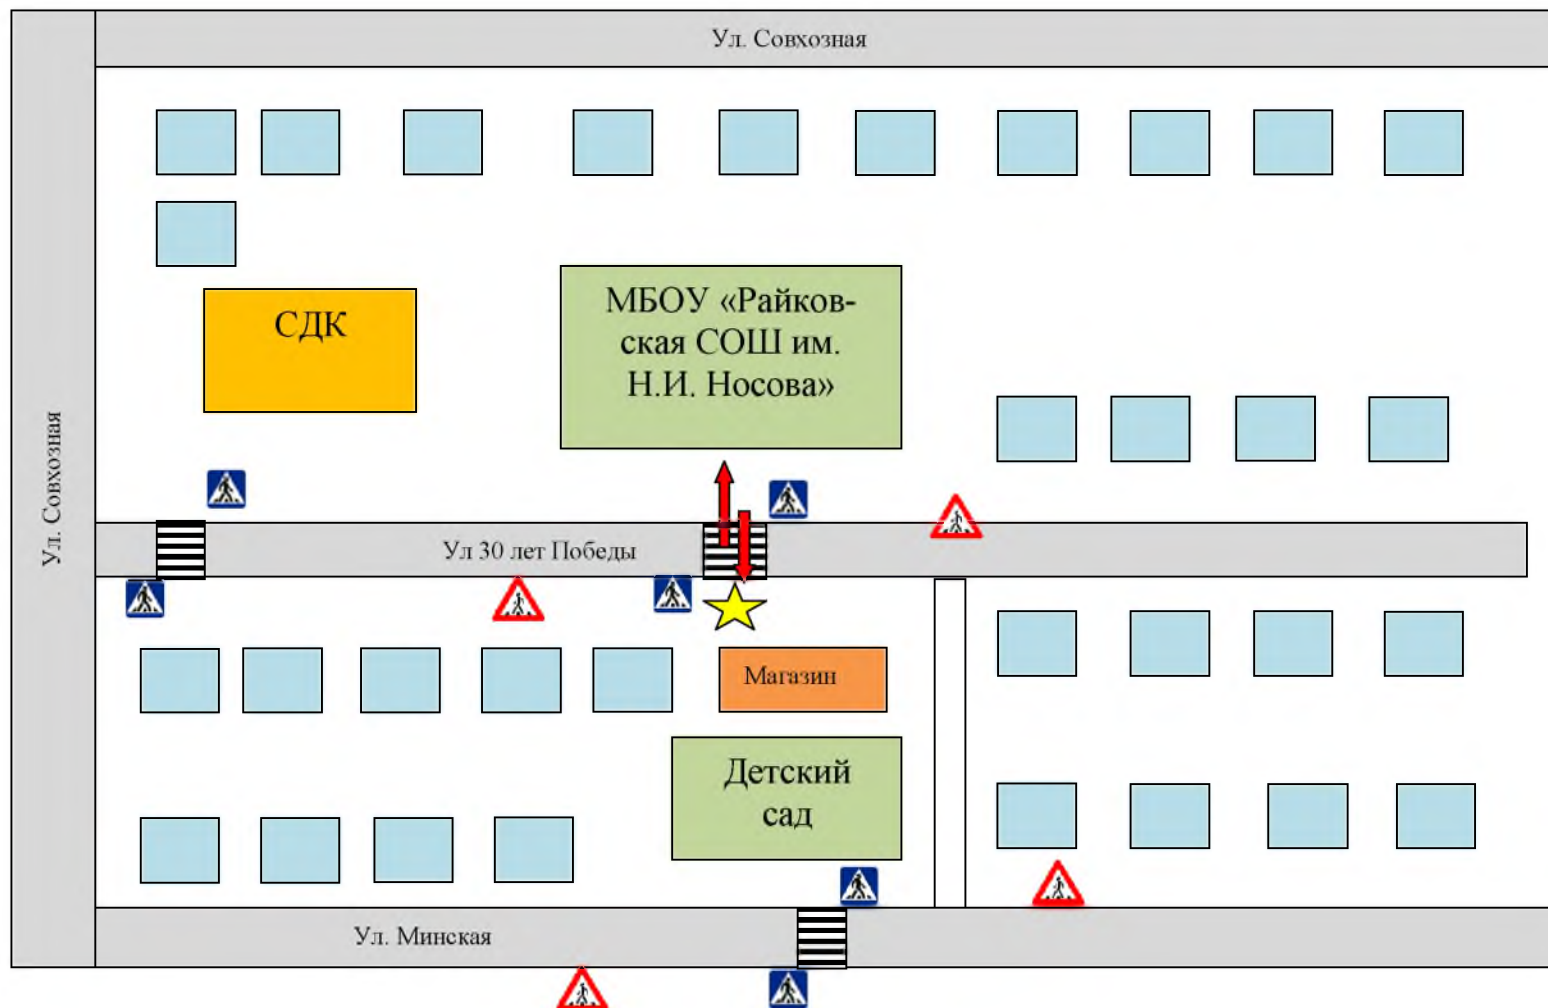 Ул. Совхозная
СДК
МБОУ «Райков-
ская СОШ им.
Н.И. Носова»
Ул. Совхозная
Ул 30 лет Победы
Магазин
Детский
сад
Ул. Минская